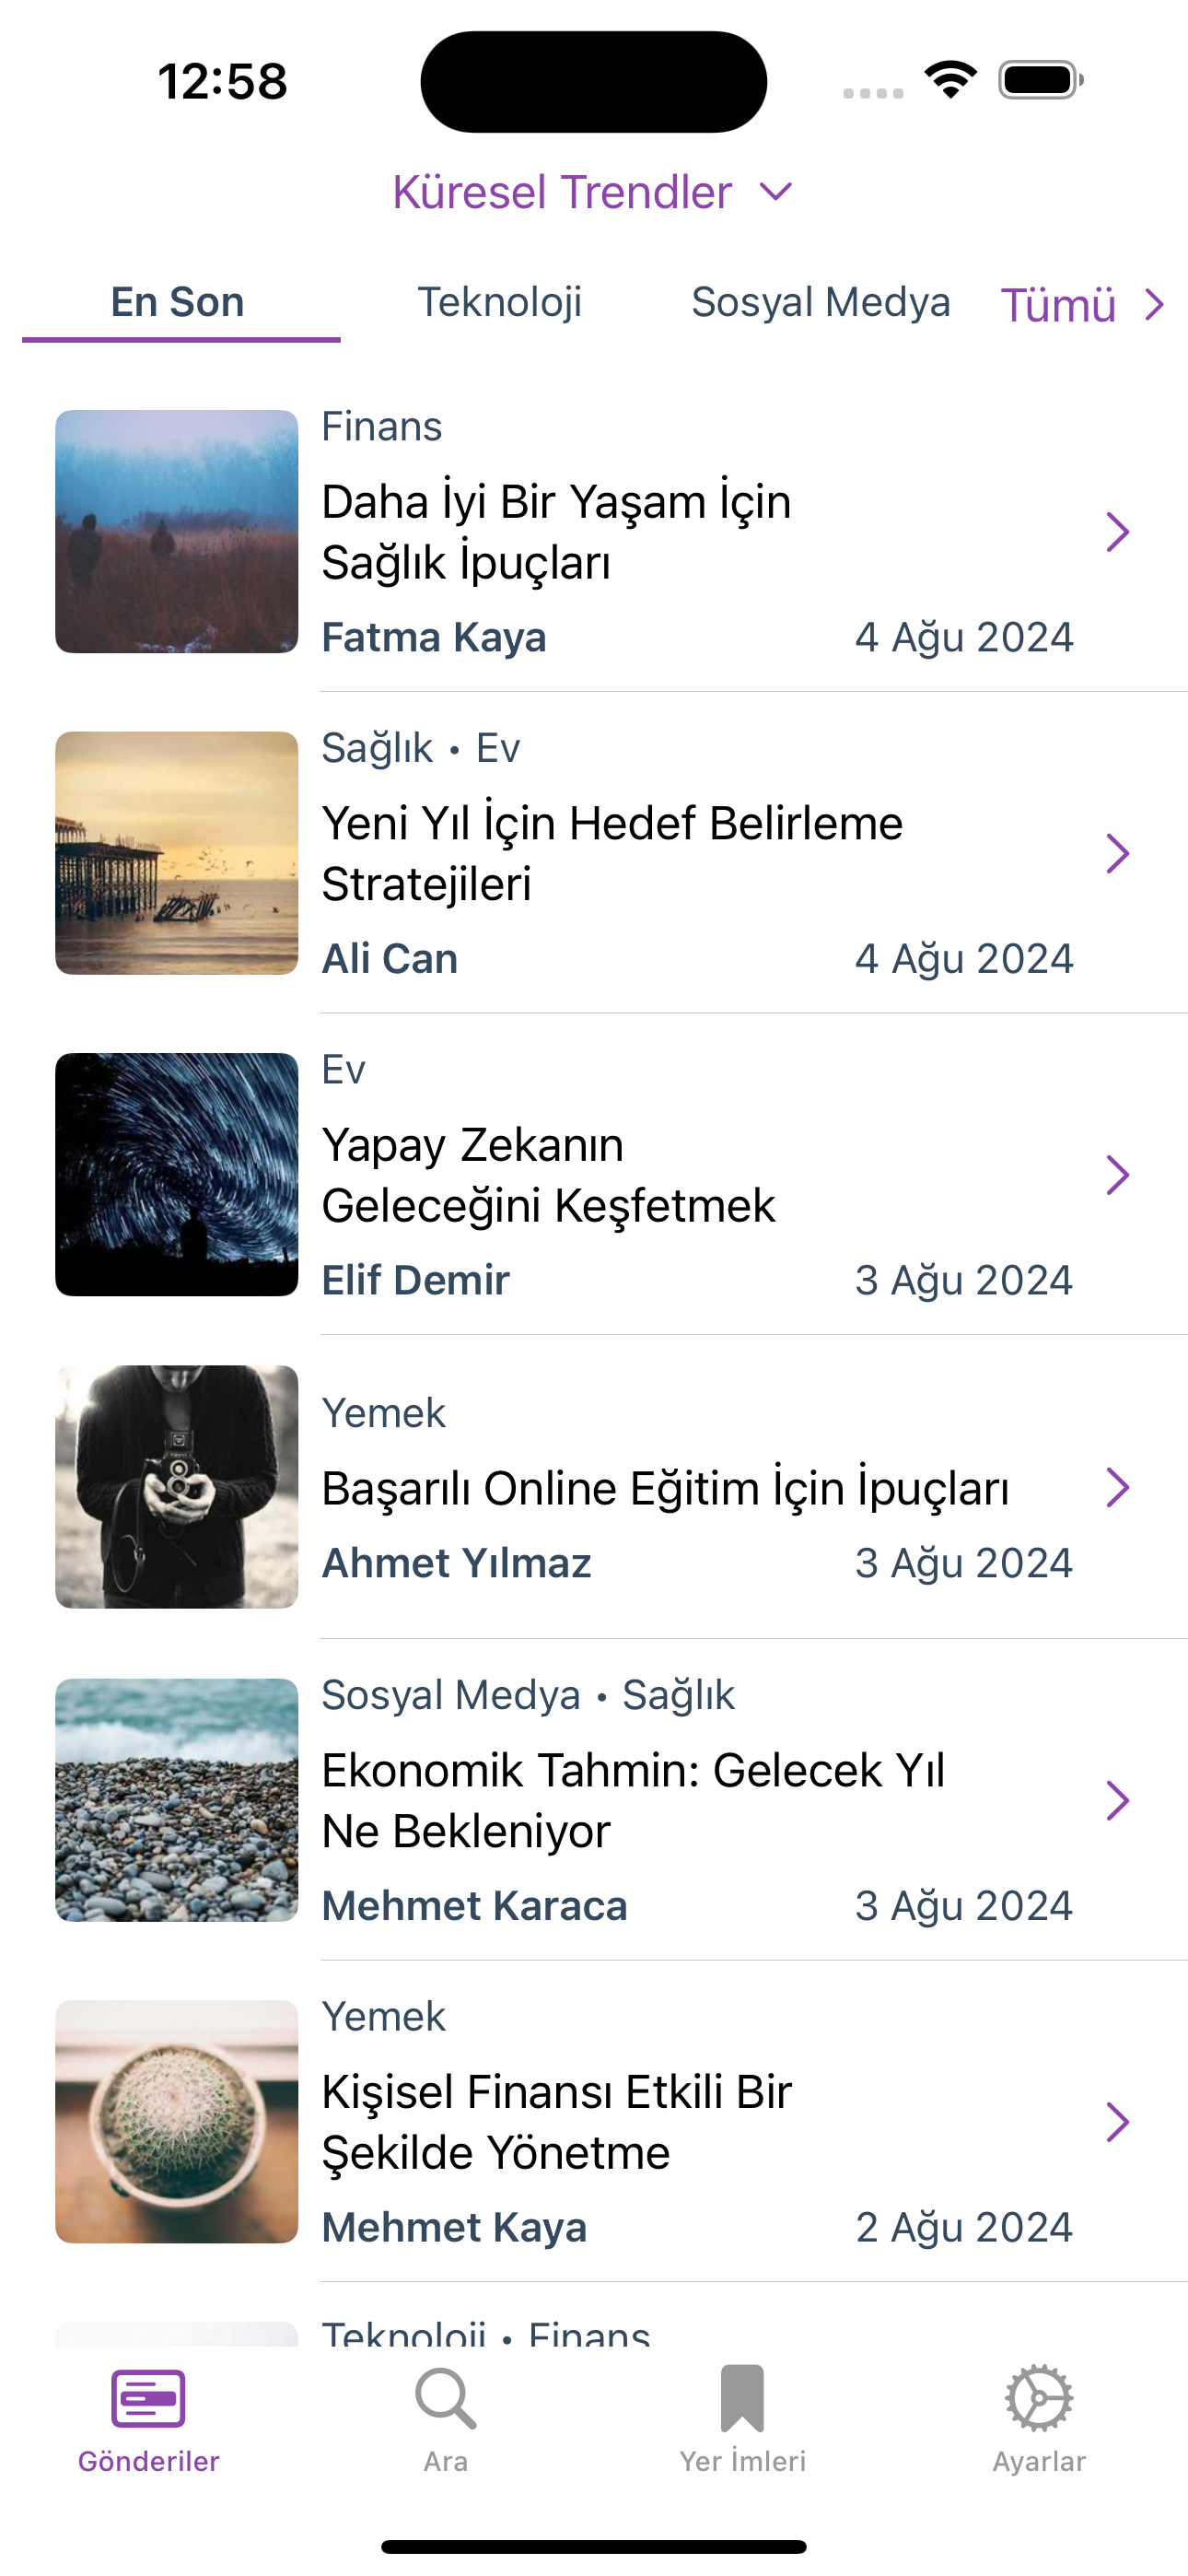 12:58
Küresel Trendler
En Son
Teknoloji
Sosyal Medya
Tümü
Finans
Daha İyi Bir Yaşam İçin
Sağlık İpuçları
Fatma Kaya
4 Ağu 2024
Sağlık • Ev
Yeni Yıl İçin Hedef Belirleme
Stratejileri
Ali Can
4 Ağu 2024
Ev
Yapay Zekanın
Geleceğini Keşfetmek
Elif Demir
3 Ağu 2024
Yemek
Başarılı Online Eğitim İçin İpuçları
Ahmet Yılmaz
3 Ağu 2024
Sosyal Medya • Sağlık
Ekonomik Tahmin: Gelecek Yıl
Ne Bekleniyor
Mehmet Karaca
3 Ağu 2024
Yemek
Kişisel Finansı Etkili Bir
Şekilde Yönetme
Mehmet Kaya
2 Ağu 2024
Teknoloji • Finans
Gönderiler
Ara
Yer İmleri
Ayarlar